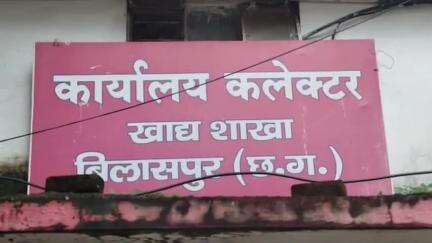 कार्यालय कलेक्टर
खाद्य शाखा
बिलासपुर (छ.ग.)